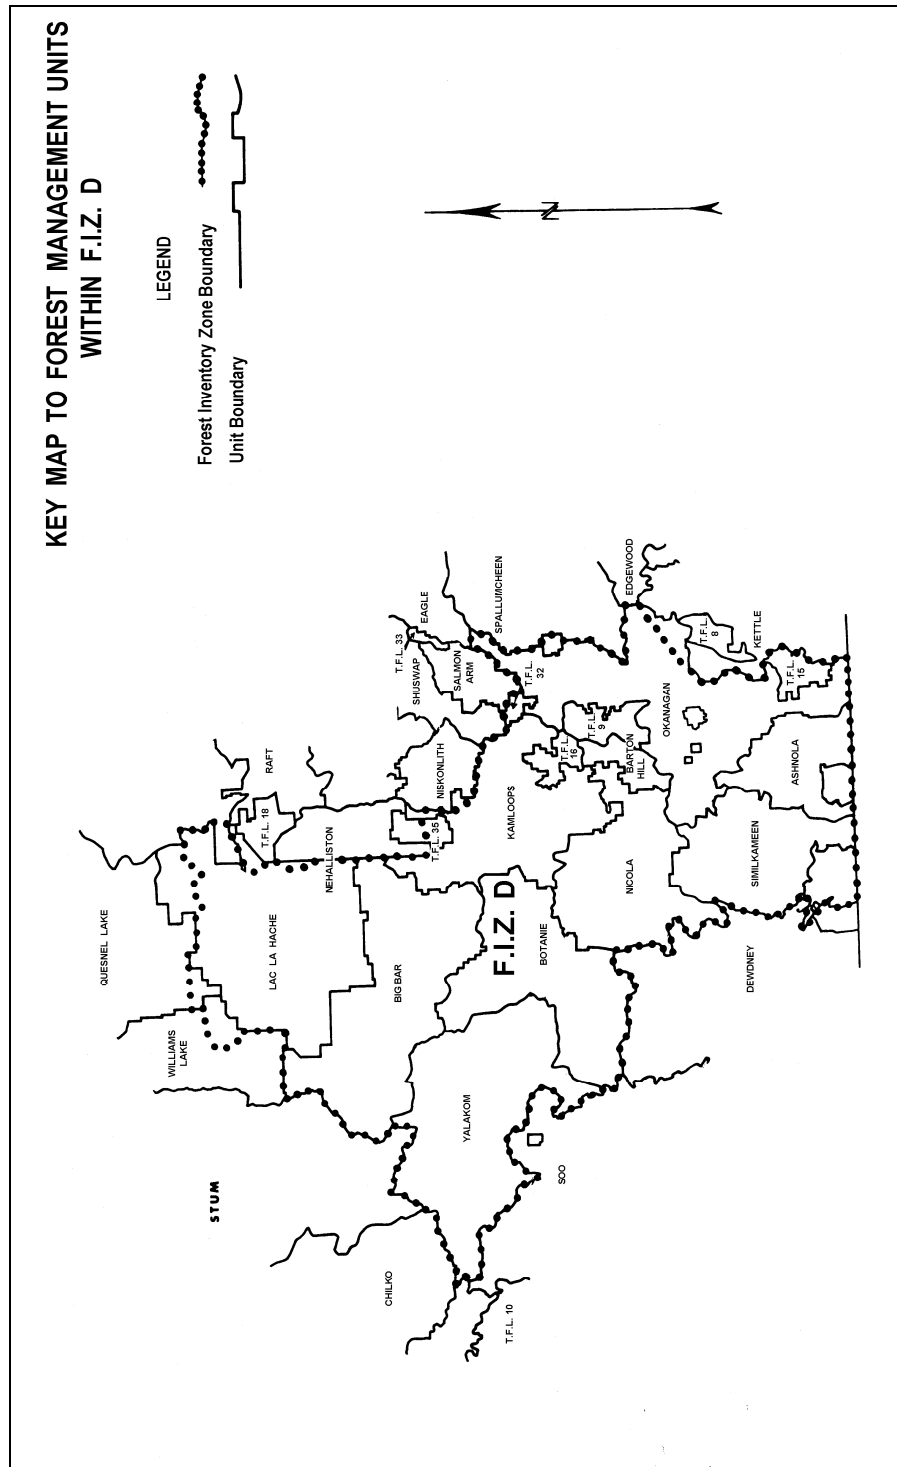 KEY MAP TO FOREST MANAGEMENT UNITS
WITHIN F.I.Z. D
LEGEND
Forest Inventory Zone Boundary
Unit Boundary
N
QUESNEL LAKE
WILLIAMS
LAKE
STUM
CHILKO
T.F.L. 10
SOO
YALAKOM
LAC LA HACHE
BIG BAR
F.I.Z. D
BOTANIE
NEHALLISTON
T.F.L. 18
RAFT
T.F.L. 35
NISKONLITH
SHUSWAP
T.F.L. 33
EAGLE
SALMON
ARM
SPALLUMCHEEN
T.F.L.
32
KAMLOOPS
T.F.L.
16
T.F.L.
9
BARTON
HILL
OKANAGAN
EDGEWOOD
T.F.L.
8
KETTLE
T.F.L.
15
NICOLA
SIMILKAMEEN
ASHNOLA
DEWDNEY